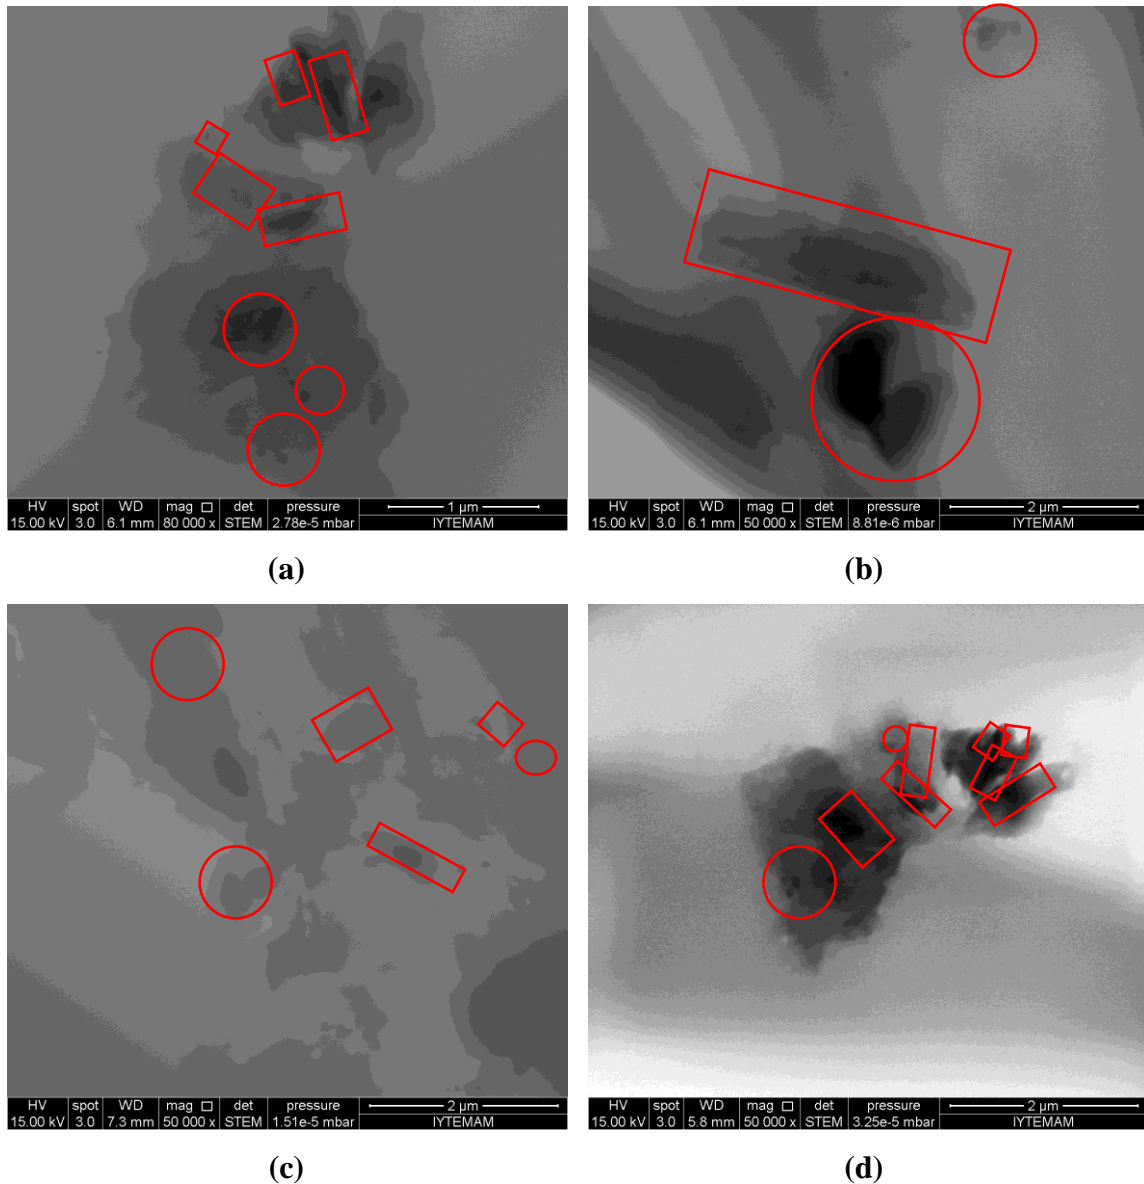 HV spot WD mag det pressure 1 µm
15.00 kV 3.0 6.1 mm 80 000 x STEM 2.78e-5 mbar IYTEMAM
(a)
HV spot WD mag det pressure 2 µm
15.00 kV 3.0 6.1 mm 50 000 x STEM 8.81e-6 mbar IYTEMAM
(b)
HV spot WD mag det pressure 2 µm
15.00 kV 3.0 7.3 mm 50 000 x STEM 1.51e-5 mbar IYTEMAM
(c)
HV spot WD mag det pressure 2 µm
15.00 kV 3.0 5.8 mm 50 000 x STEM 3.25e-5 mbar IYTEMAM
(d)